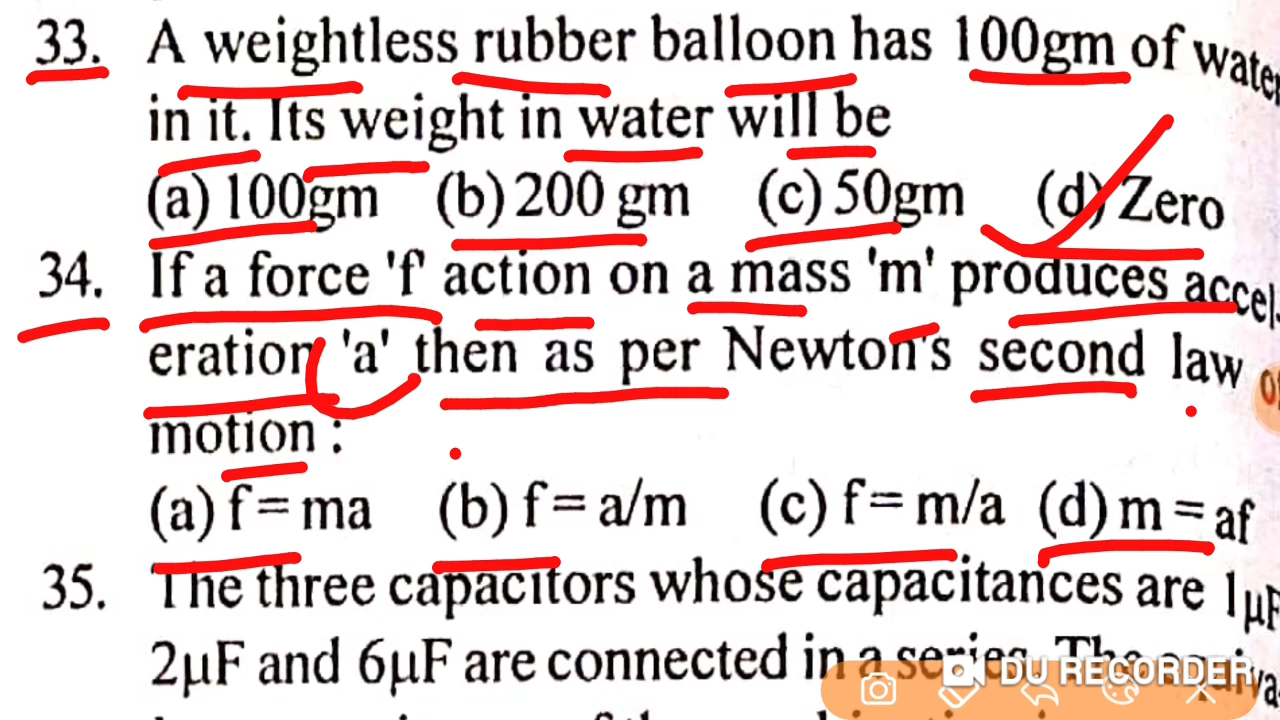 33. A weightless rubber balloon has 100gm of water
in it. Its weight in water will be
(a) 100gm (b) 200 gm (c) 50gm (d) Zero
34. If a force 'f' action on a mass 'm' produces accel-
eration 'a' then as per Newton's second law of
motion :
(a) f = ma (b) f = a/m (c) f = m/a (d) m = af
35. The three capacitors whose capacitances are 1μF
2μF and 6μF are connected in a series. The equiva-
DU RECORDER